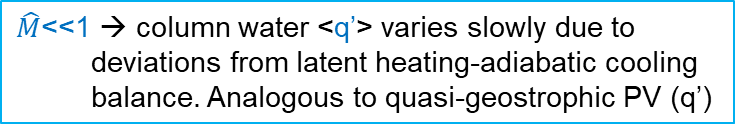 M̂<<1 → column water <q’> varies slowly due to
deviations from latent heating-adiabatic cooling
balance. Analogous to quasi-geostrophic PV (q’)